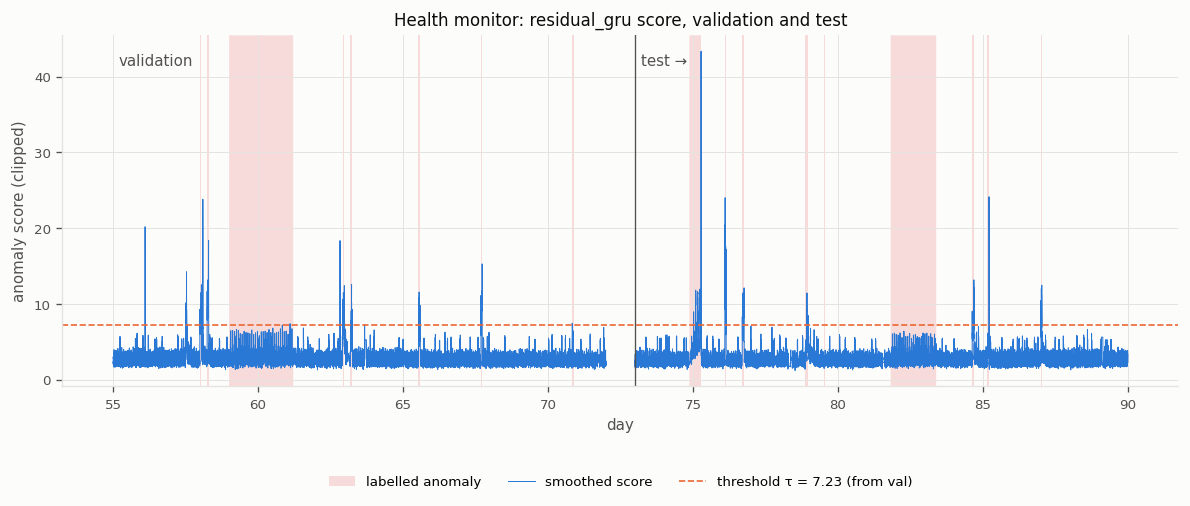 Health monitor: residual_gru score, validation and test
validation
test →
anomaly score (clipped)
40
30
20
10
0
55
60
65
70
75
80
85
90
day
labelled anomaly
smoothed score
threshold τ = 7.23 (from val)